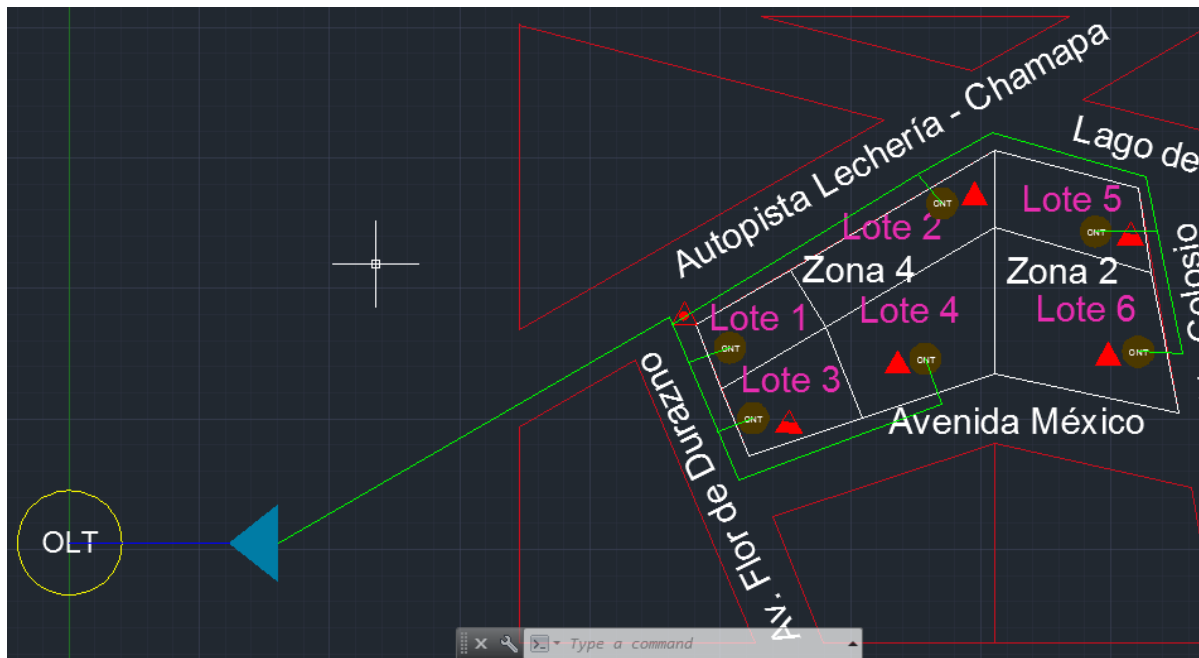 Autopista Lechería - Chamapa
Lago de
Lote 5
ONT
Lote 2
ONT
Zona 4
Zona 2
Lote 1
Lote 4
Lote 6
ONT
ONT
ONT
Lote 3
ONT
Avenida México
Av. Flor de Durazno
OLT
Type a command